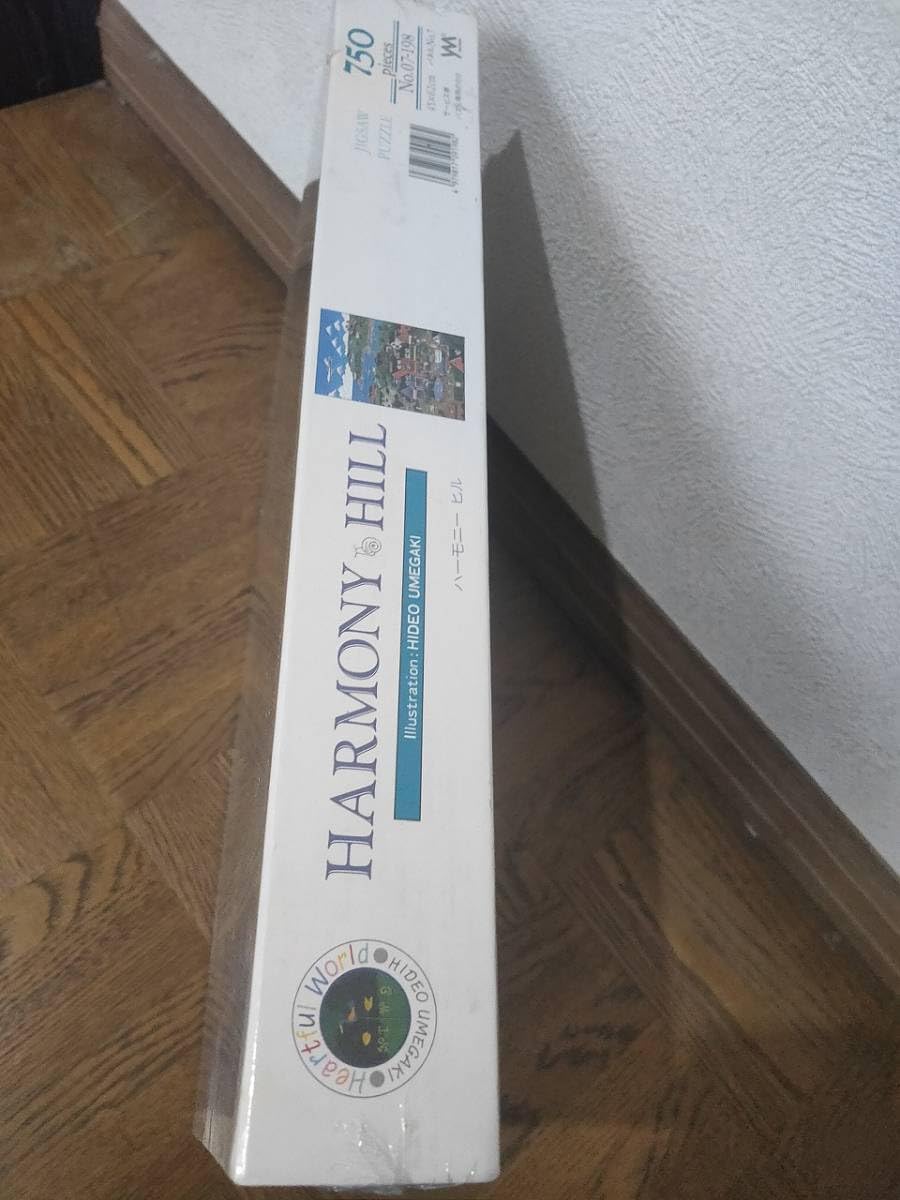 Heartful World
HIDEO UMEGAKI
HARMONY HILL
Illustration : HIDEO UMEGAKI
ハーモニー ヒル
JIGSAW
PUZZLE
750
pieces
No.07-198
YM